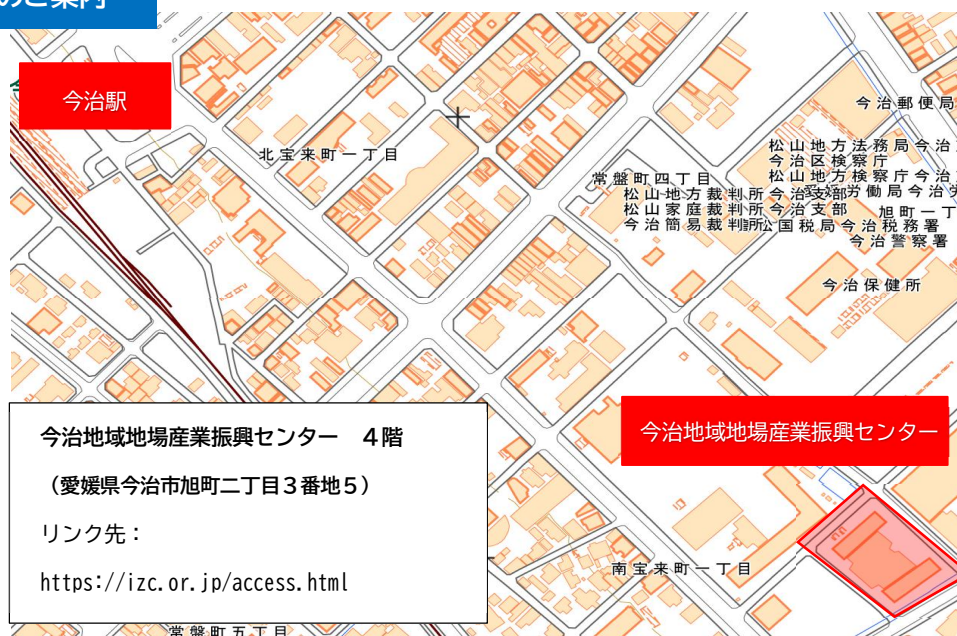 のご案内
今治駅
今治郵便局
北宝来町一丁目
松山地方法務局今治
今治区検察庁
松山地方検察庁今治
常盤町四丁目
松山地方裁判所今治支部
労働局今治労
松山家庭裁判所今治支部
旭町一丁
今治簡易裁判所
国税局今治税務署
今治警察署
今治保健所
今治地域地場産業振興センター
今治地域地場産業振興センター　４階
（愛媛県今治市旭町二丁目３番地５）
リンク先：
https://izc.or.jp/access.html
南宝来町一丁目
常盤町五丁目